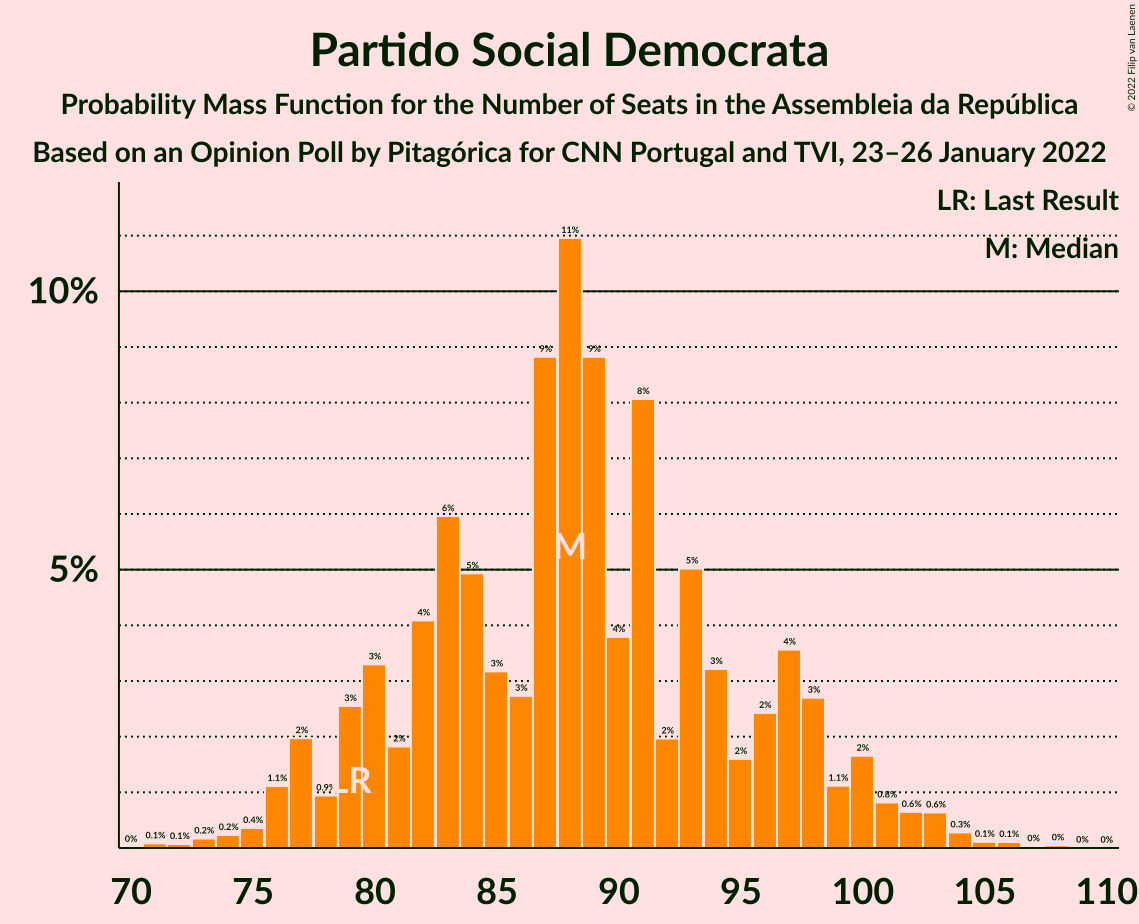 © 2022 Filip van Laenen
Partido Social Democrata
Probability Mass Function for the Number of Seats in the Assembleia da República
Based on an Opinion Poll by Pitagórica for CNN Portugal and TVI, 23–26 January 2022
LR: Last Result
M: Median
10%
5%
0% 0.1% 0.1% 0.2% 0.2% 0.4% 1.1% 2% 0.9% 3% 3% 2% 4% 6% 5% 3% 3% 9% 11% 9% 4% 8% 2% 5% 3% 2% 2% 4% 3% 1.1% 2% 0.8% 0.6% 0.6% 0.3% 0.1% 0.1% 0% 0% 0% 0%
M
LR
70 75 80 85 90 95 100 105 110